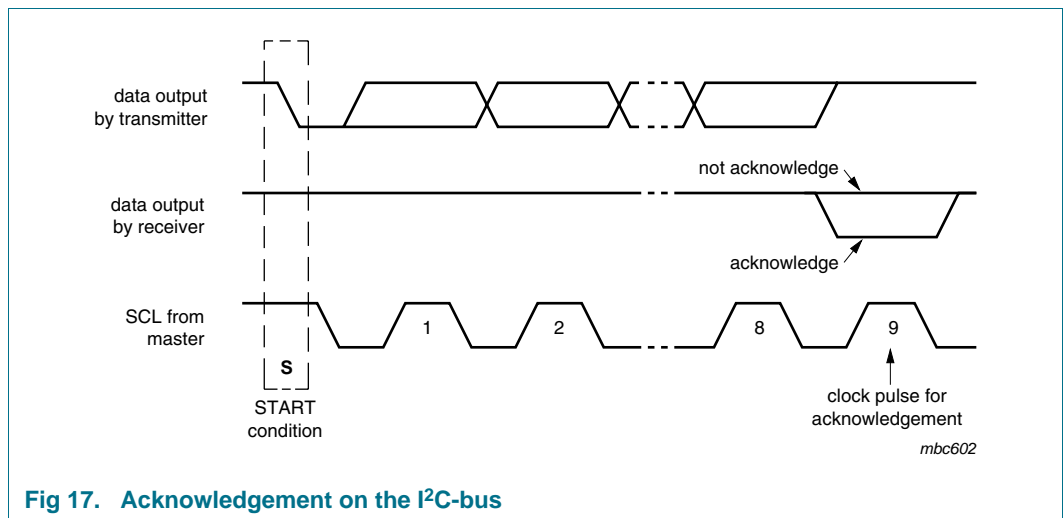 data output
by transmitter
not acknowledge
data output
by receiver
acknowledge
SCL from
master
1
2
8
9
S
START
condition
clock pulse for
acknowledgement
mbc602
Fig 17. Acknowledgement on the I²C-bus